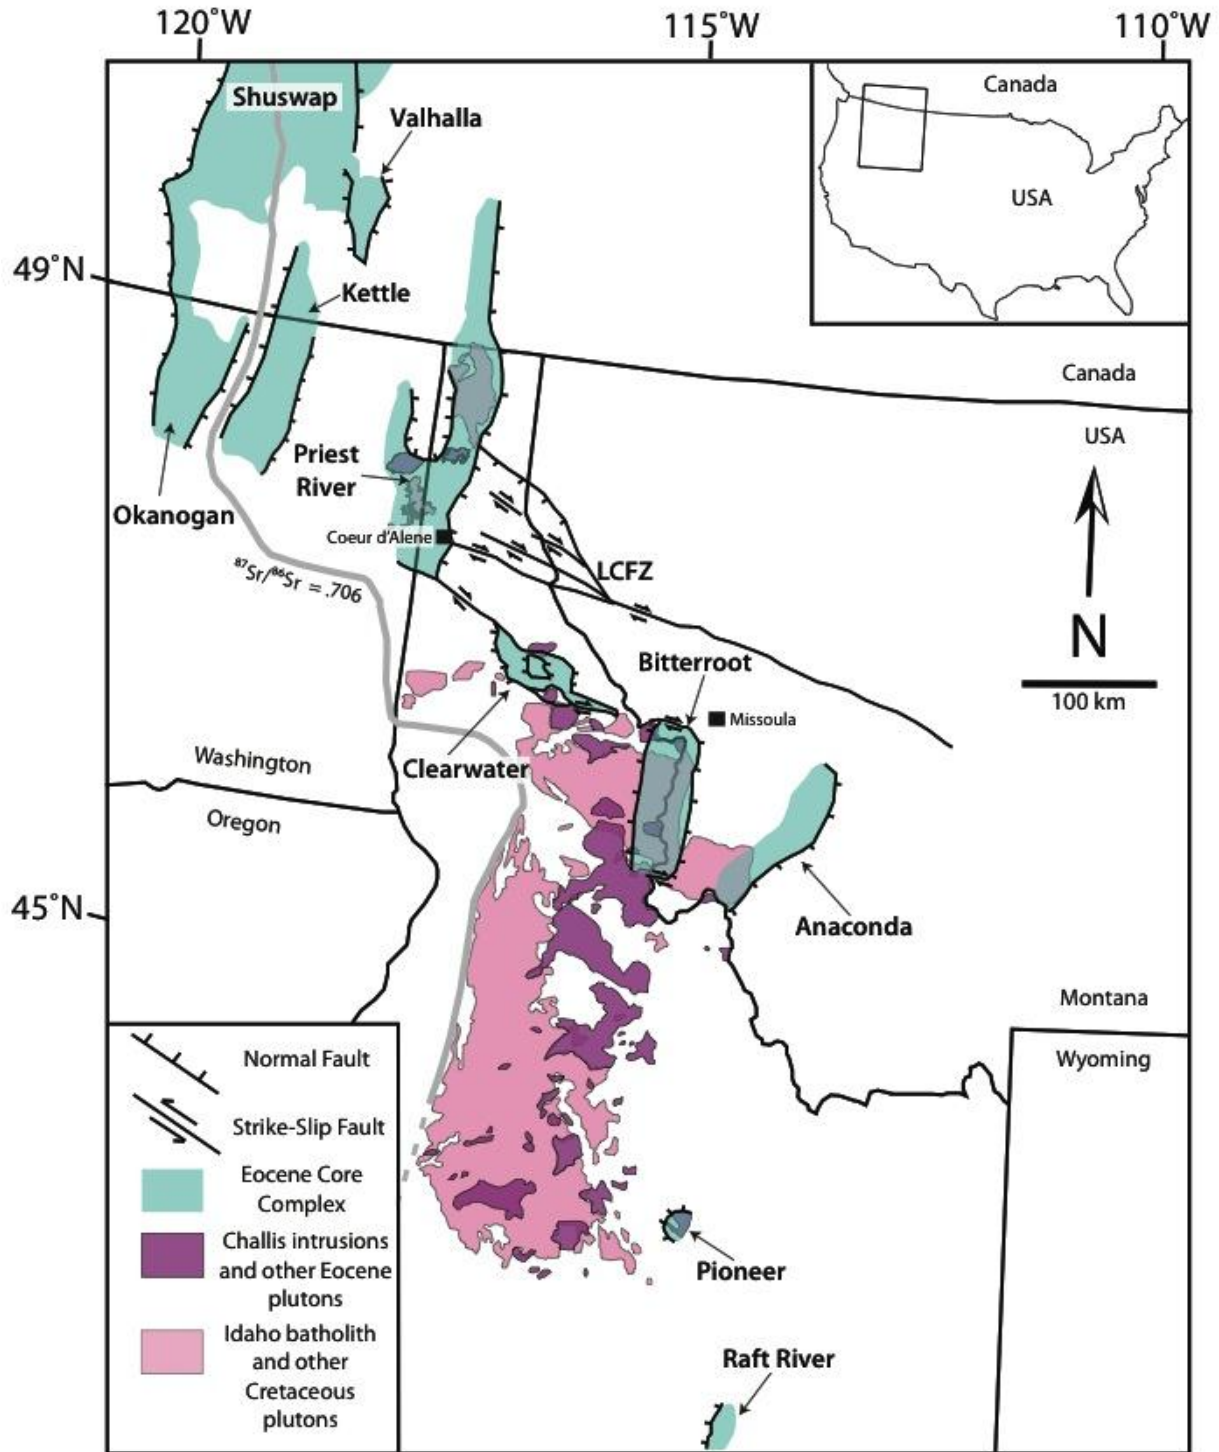 120°W
115°W
110°W
Shuswap
Valhalla
Canada
USA
49°N
Kettle
Canada
USA
Priest
River
Okanogan
Coeur d'Alene
⁸⁷Sr/⁸⁶Sr = .706
LCFZ
N
100 km
Bitterroot
Missoula
Washington
Clearwater
Oregon
45°N
Anaconda
Montana
Wyoming
Normal Fault
Strike-Slip Fault
Eocene Core
Complex
Challis intrusions
and other Eocene
plutons
Idaho batholith
and other
Cretaceous
plutons
Pioneer
Raft River